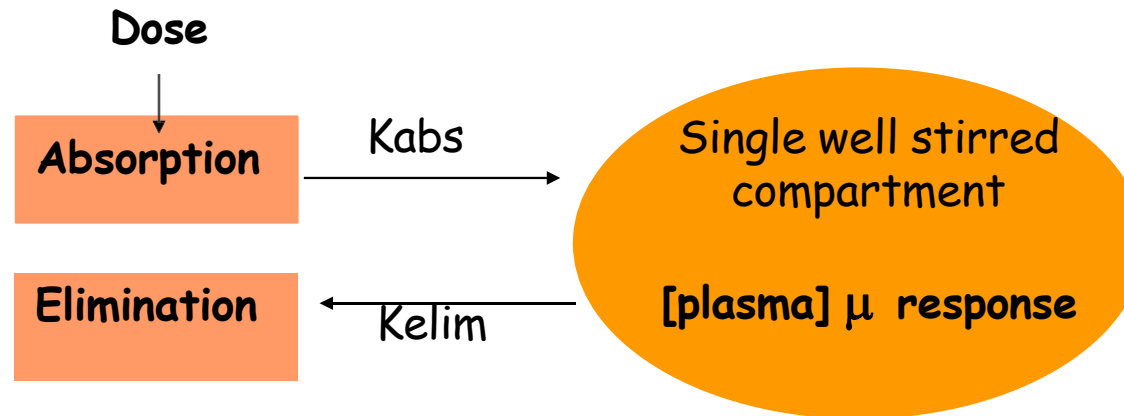 Dose
Absorption
Kabs
Single well stirred
compartment
Elimination
Kelim
[plasma] μ response